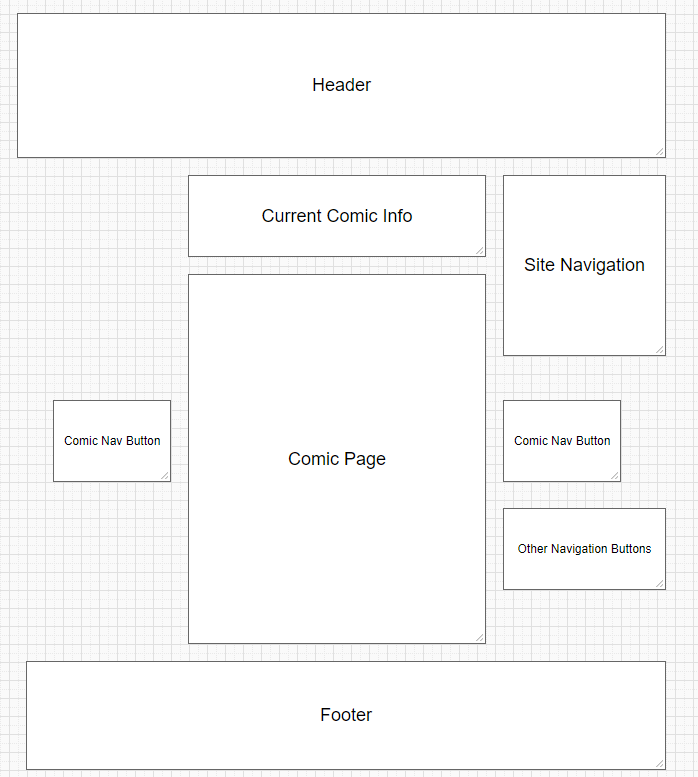 Header
Current Comic Info
Site Navigation
Comic Nav Button
Comic Page
Comic Nav Button
Other Navigation Buttons
Footer